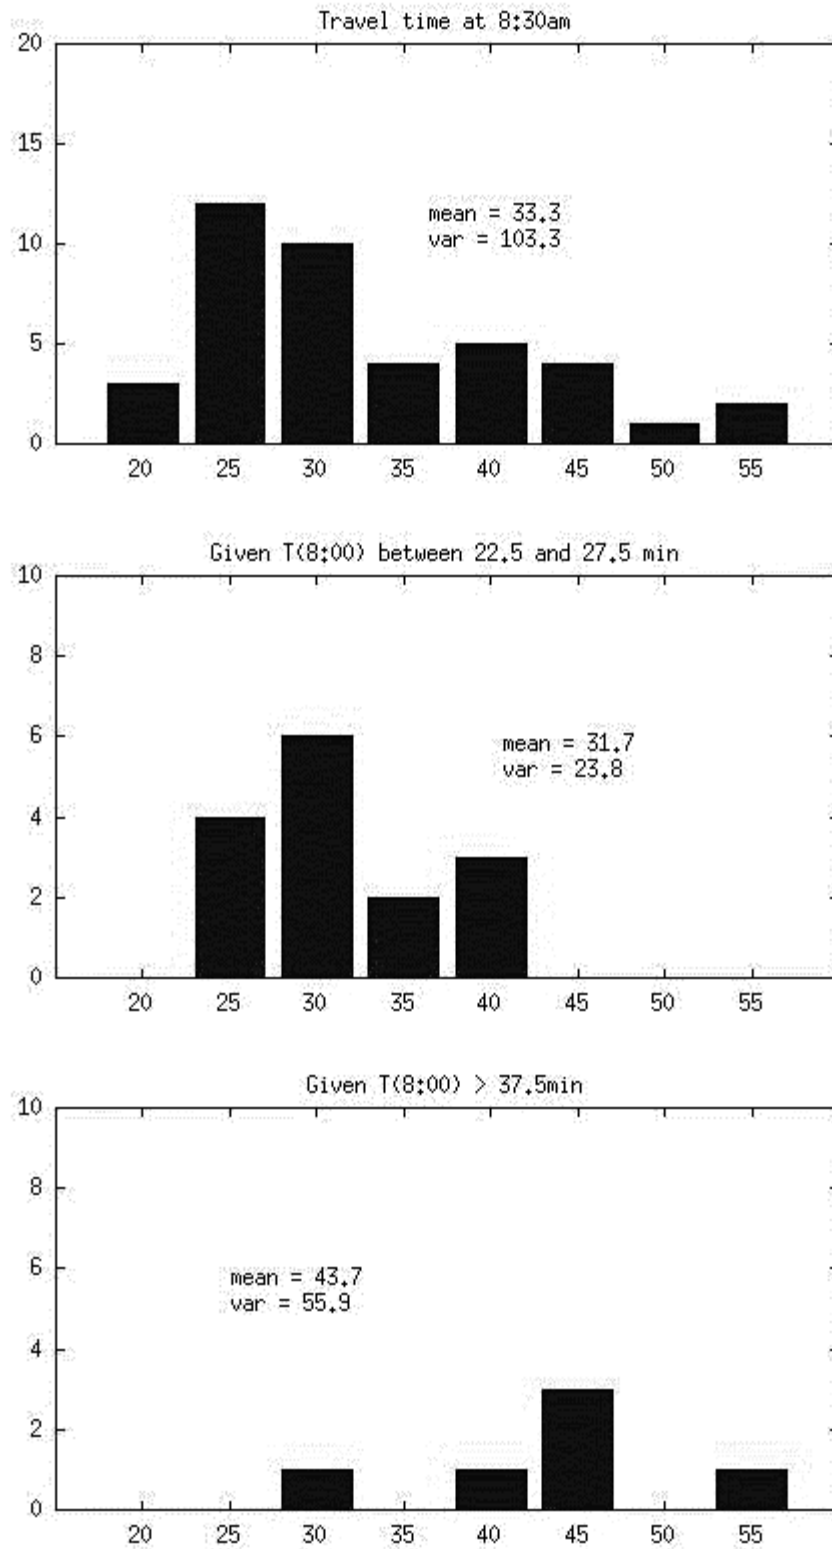 Travel time at 8:30am
20
15
10
5
0
mean = 33.3
var = 103.3
20 25 30 35 40 45 50 55
Given T(8:00) between 22.5 and 27.5 min
10
8
6
4
2
0
mean = 31.7
var = 23.8
20 25 30 35 40 45 50 55
Given T(8:00) > 37.5min
10
8
6
4
2
0
mean = 43.7
var = 55.9
20 25 30 35 40 45 50 55